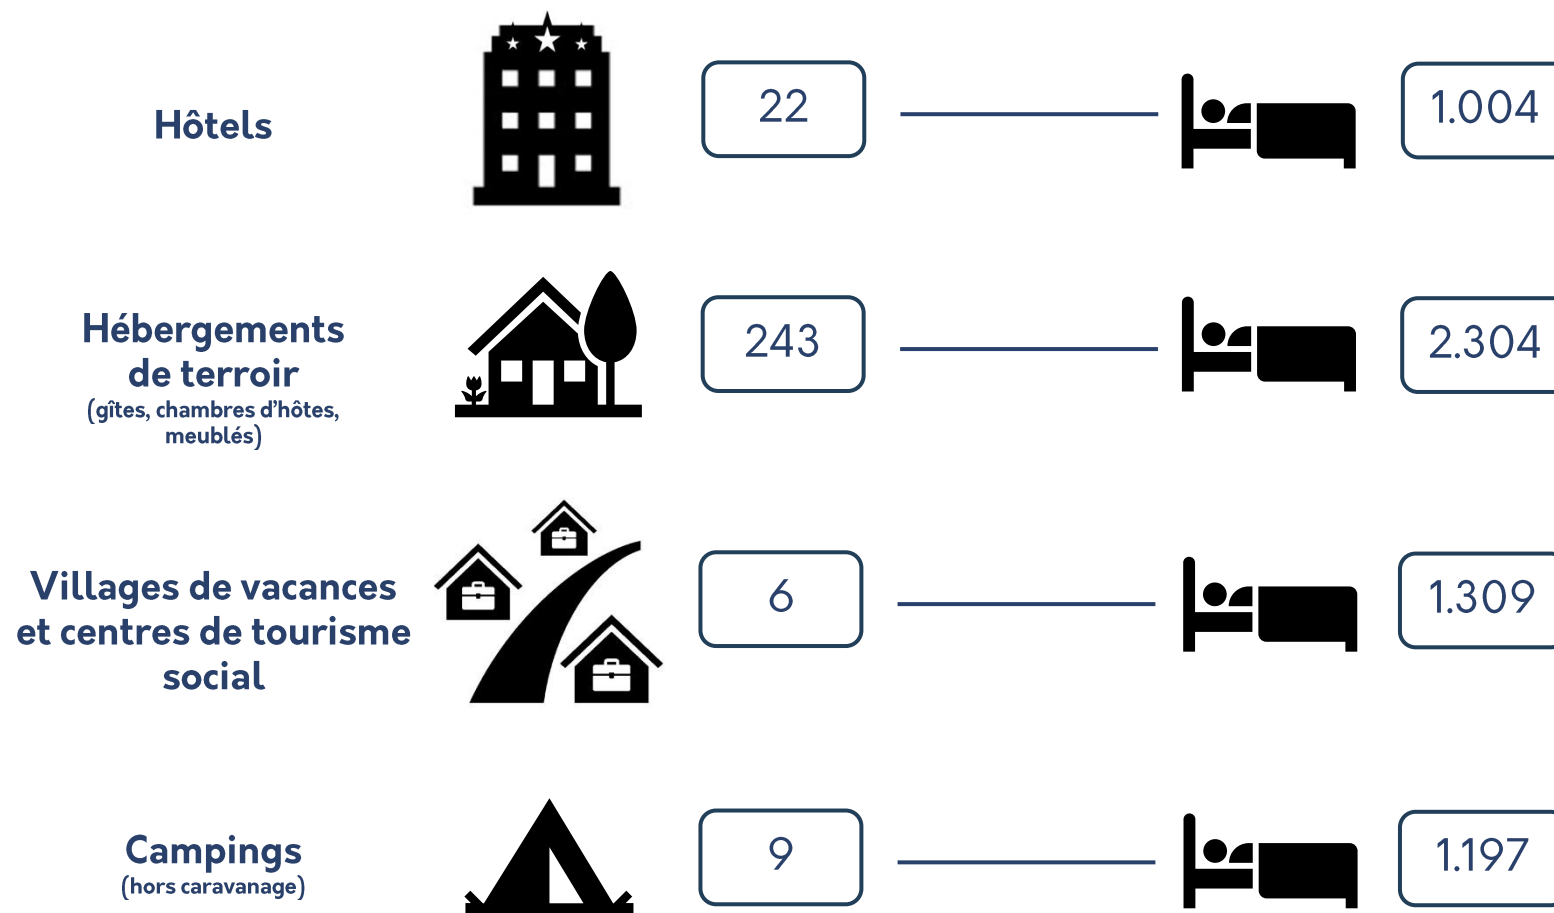 Hôtels
22
1.004
Hébergements
de terroir
(gîtes, chambres d'hôtes,
meublés)
243
2.304
Villages de vacances
et centres de tourisme
social
6
1.309
Campings
(hors caravanage)
9
1.197